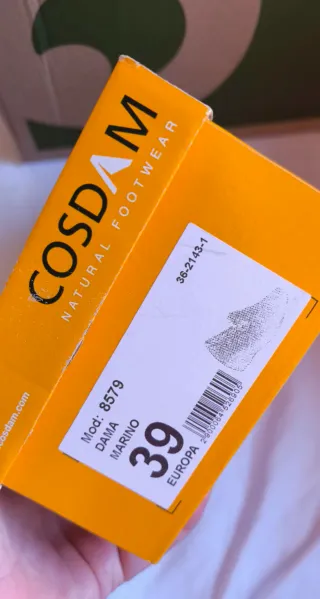 COSDAM
NATURAL FOOTWEAR
cosdam.com
36-2143-1
Mod: 8579
DAMA
MARINO
39
EUROPA